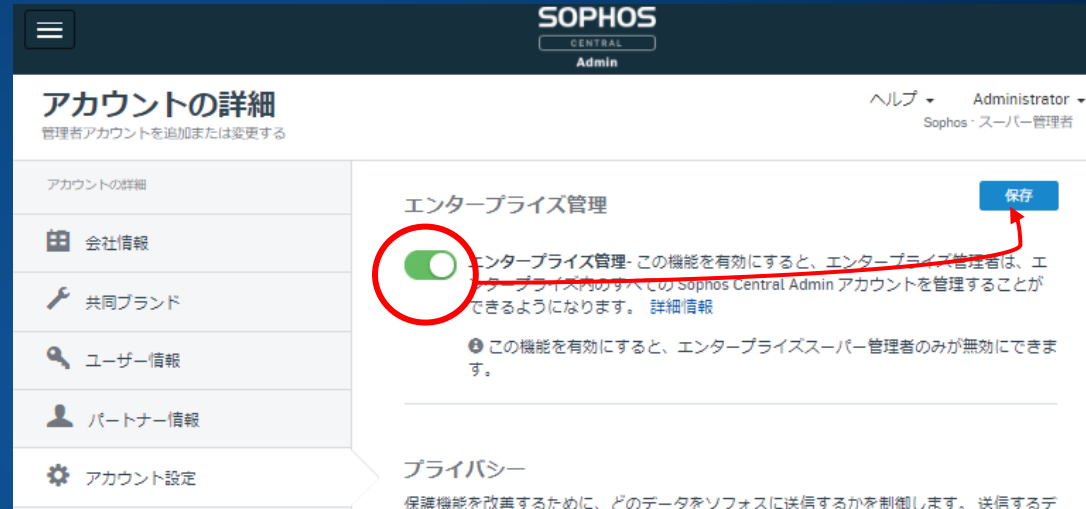 SOPHOS
CENTRAL
Admin
アカウントの詳細
管理者アカウントを追加または変更する
ヘルプ
Administrator
Sophos · スーパー管理者
アカウントの詳細
会社情報
共同ブランド
ユーザー情報
パートナー情報
アカウント設定
エンタープライズ管理
保存
エンタープライズ管理- この機能を有効にすると、エンタープライズ管理者は、エ
ンタープライズ内のすべての Sophos Central Admin アカウントを管理することが
できるようになります。 詳細情報
この機能を有効にすると、エンタープライズスーパー管理者のみが無効にできま
す。
プライバシー
保護機能を改善するために、どのデータをソフォスに送信するかを制御します。 送信するデ